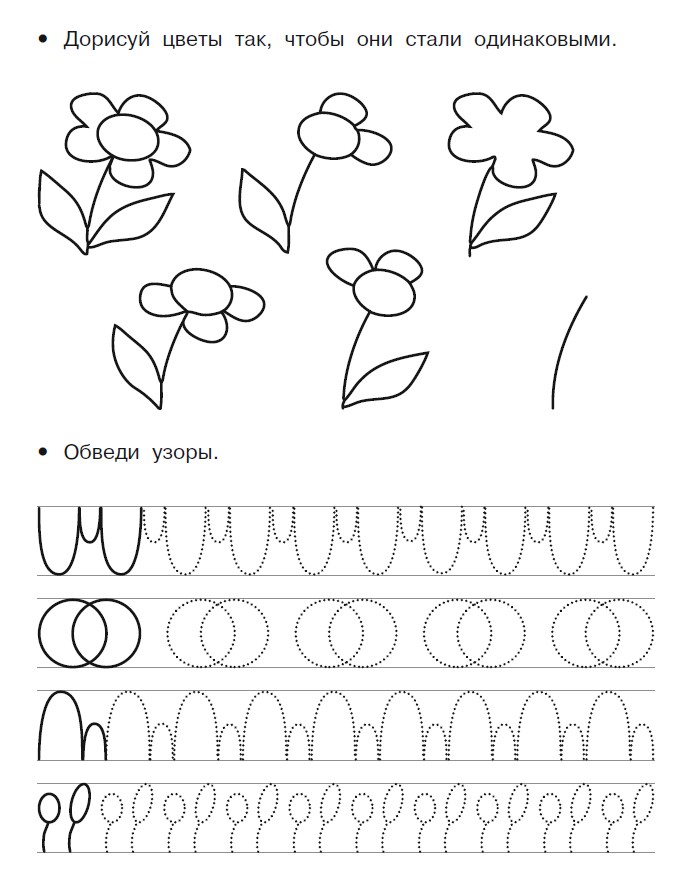 • Дорисуй цветы так, чтобы они стали одинаковыми.
• Обведи узоры.